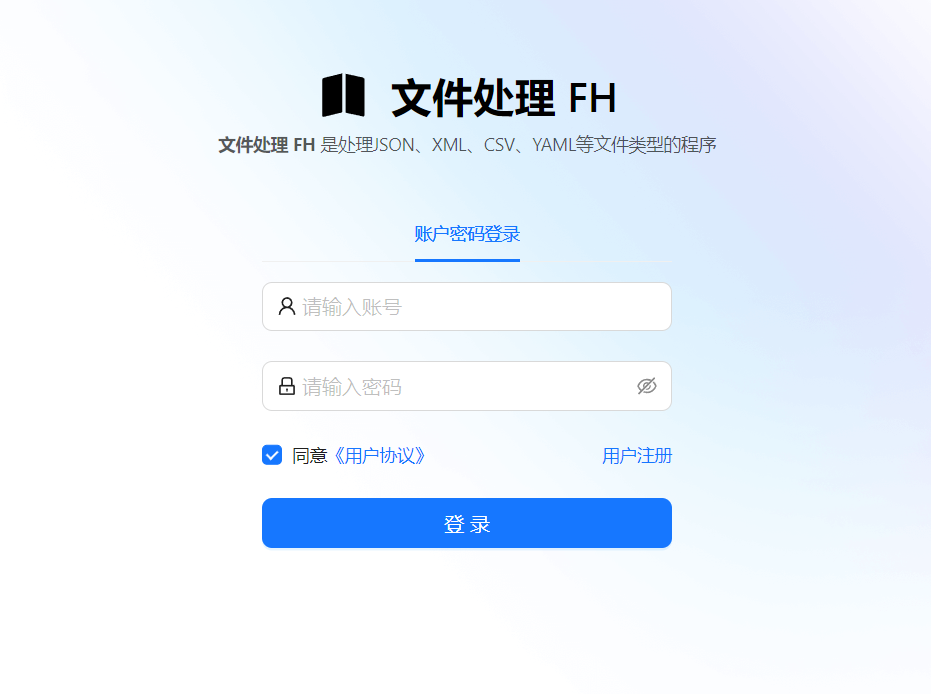 文件处理 FH
文件处理 FH 是处理JSON、XML、CSV、YAML等文件类型的程序
账户密码登录
请输入账号
请输入密码
同意《用户协议》 用户注册
登 录